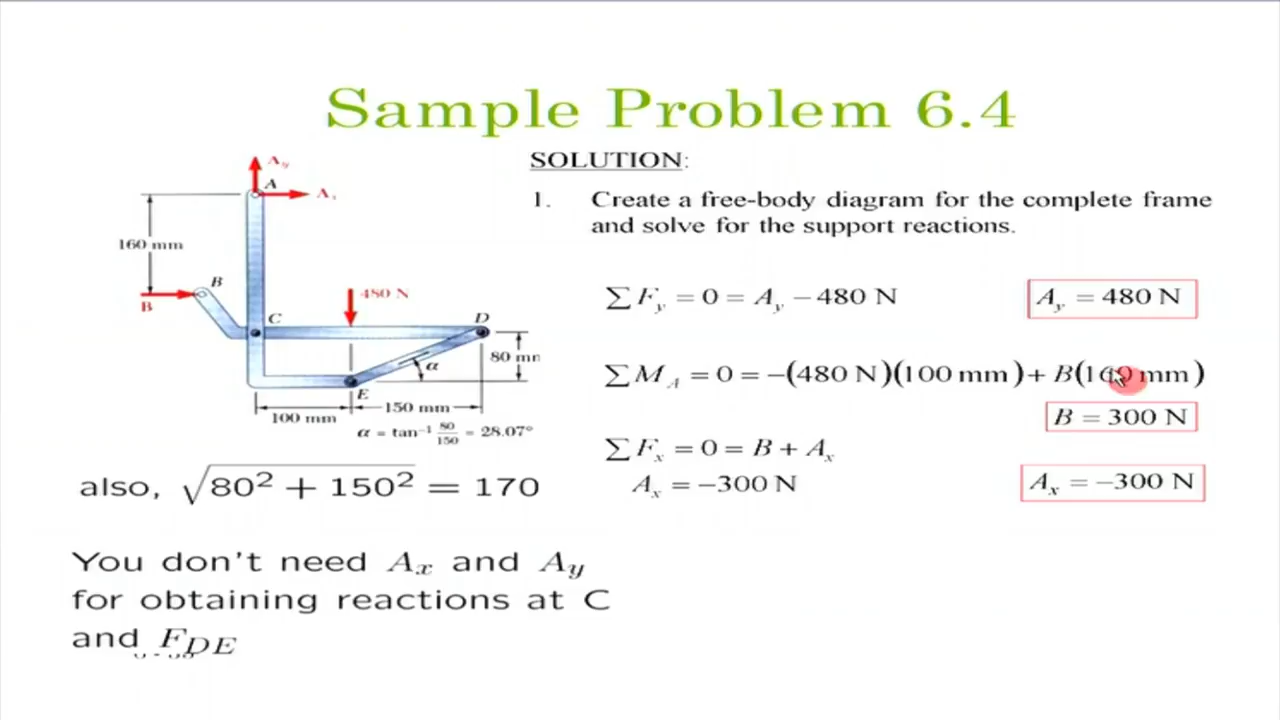 Sample Problem 6.4
SOLUTION:
1. Create a free-body diagram for the complete frame
and solve for the support reactions.
∑F_y = 0 = A_y − 480 N
A_y = 480 N
∑M_A = 0 = −(480 N)(100 mm) + B(160 mm)
B = 300 N
∑F_x = 0 = B + A_x
A_x = −300 N
A_x = −300 N
A_y
A
A_x
160 mm
B
B
480 N
C
D
80 mm
α
E
150 mm
100 mm
α = tan⁻¹ 80/150 = 28.07°
also, √(80² + 150²) = 170
You don't need A_x and A_y
for obtaining reactions at C
and F_DE